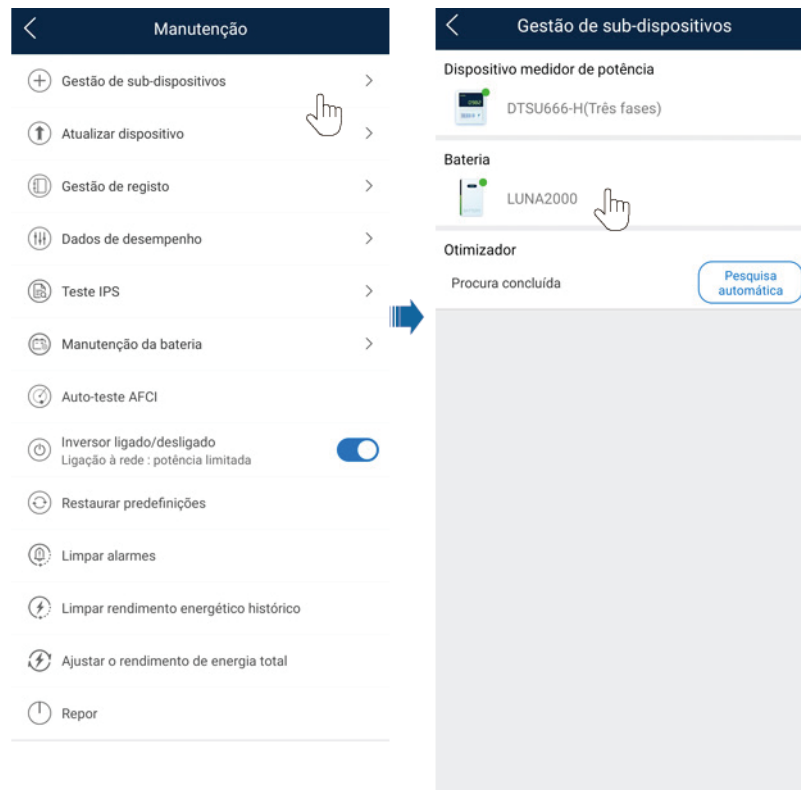 Manutenção
Gestão de sub-dispositivos
Atualizar dispositivo
Gestão de registo
Dados de desempenho
Teste IPS
Manutenção da bateria
Auto-teste AFCI
Inversor ligado/desligado
Ligação à rede : potência limitada
Restaurar predefinições
Limpar alarmes
Limpar rendimento energético histórico
Ajustar o rendimento de energia total
Repor
Gestão de sub-dispositivos
Dispositivo medidor de potência
DTSU666-H(Três fases)
Bateria
LUNA2000
Otimizador
Procura concluída
Pesquisa
automática